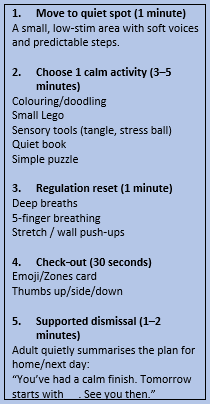 1. Move to quiet spot (1 minute)
A small, low-stim area with soft voices
and predictable steps.
2. Choose 1 calm activity (3–5
minutes)
Colouring/doodling
Small Lego
Sensory tools (tangle, stress ball)
Quiet book
Simple puzzle
3. Regulation reset (1 minute)
Deep breaths
5-finger breathing
Stretch / wall push-ups
4. Check-out (30 seconds)
Emoji/Zones card
Thumbs up/side/down
5. Supported dismissal (1–2
minutes)
Adult quietly summarises the plan for
home/next day:
“You’ve had a calm finish. Tomorrow
starts with __. See you then.”